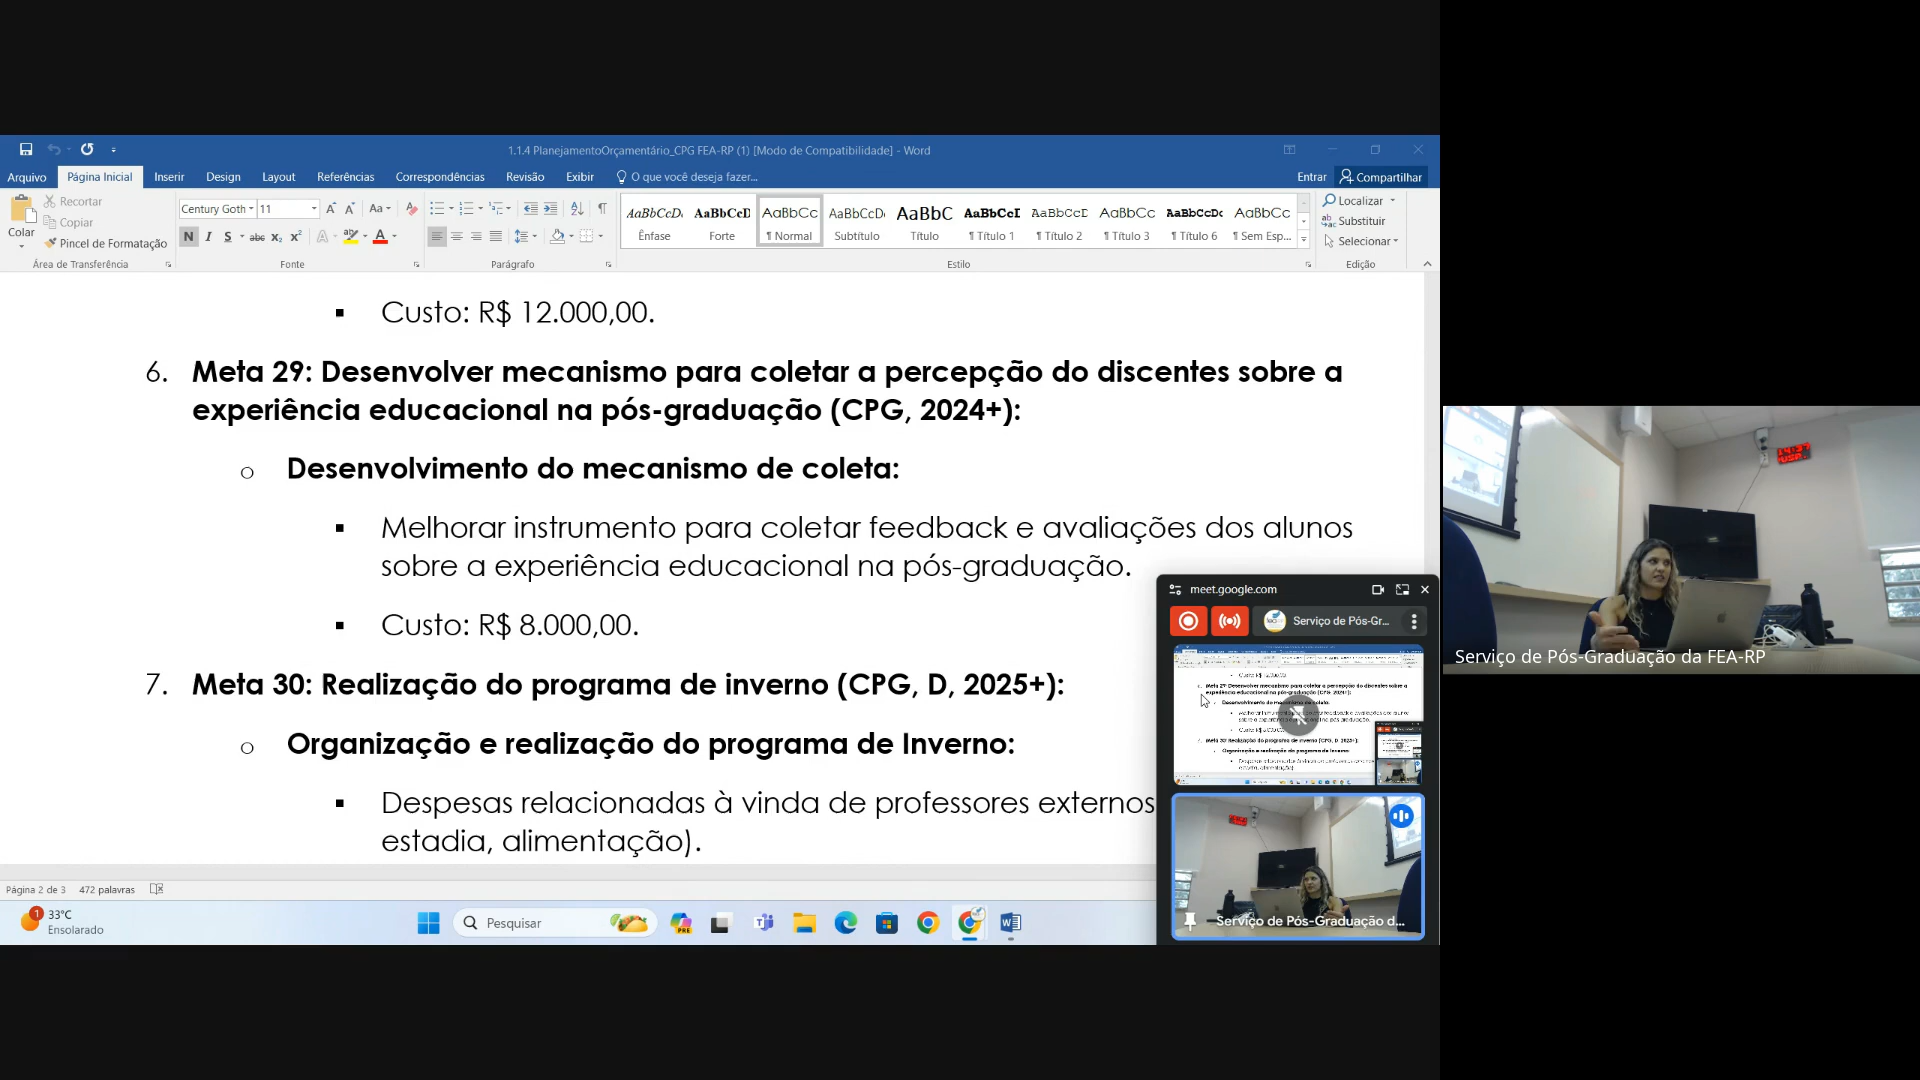 1.1.4 PlanejamentoOrçamentário_CPG FEA-RP (1) [Modo de Compatibilidade] - Word
Arquivo Página Inicial Inserir Design Layout Referências Correspondências Revisão Exibir O que você deseja fazer... Entrar Compartilhar
Colar
Recortar
Copiar
Pincel de Formatação
Área de Transferência
Century Goth 11
N I S abc x₂ x²
Fonte
Parágrafo
AaBbCcDı AaBbCcD AaBbCc AaBbCcDı AaBbC AaBbCcI AaBbCcD AaBbCc AaBbCcDc AaBbCc
Ênfase Forte ¶ Normal Subtítulo Título ¶ Título 1 ¶ Título 2 ¶ Título 3 ¶ Título 6 ¶ Sem Esp...
Estilo
Localizar
Substituir
Selecionar
Edição
▪ Custo: R$ 12.000,00.
6. Meta 29: Desenvolver mecanismo para coletar a percepção do discentes sobre a
experiência educacional na pós-graduação (CPG, 2024+):
o Desenvolvimento do mecanismo de coleta:
▪ Melhorar instrumento para coletar feedback e avaliações dos alunos
sobre a experiência educacional na pós-graduação.
▪ Custo: R$ 8.000,00.
7. Meta 30: Realização do programa de inverno (CPG, D, 2025+):
o Organização e realização do programa de Inverno:
▪ Despesas relacionadas à vinda de professores externos
estadia, alimentação).
meet.google.com
Serviço de Pós-Gr...
Serviço de Pós-Graduação d...
Serviço de Pós-Graduação da FEA-RP
Página 2 de 3 472 palavras
1 33°C
Ensolarado
Pesquisar
PRE